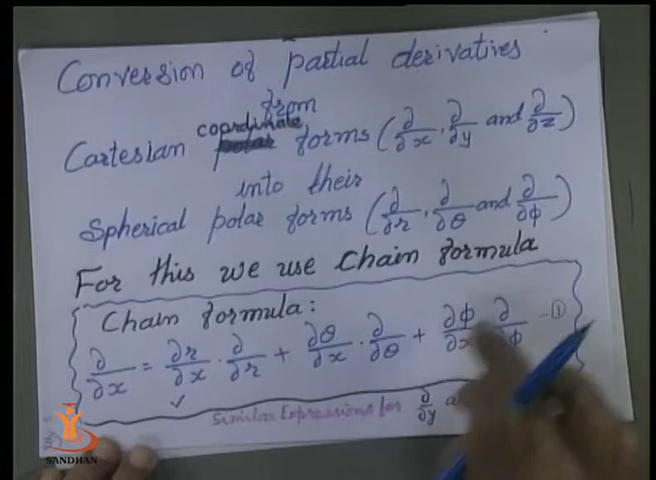 Conversion of partial derivatives
from
Cartesian coordinate forms (∂/∂x, ∂/∂y and ∂/∂z)
into their
Spherical polar forms (∂/∂r, ∂/∂θ and ∂/∂φ)
For this we use Chain formula
Chain formula:
∂/∂x = ∂r/∂x · ∂/∂r + ∂θ/∂x · ∂/∂θ + ∂φ/∂x ∂/∂φ -①
Similar Expressions for ∂/∂y
SANDHAN